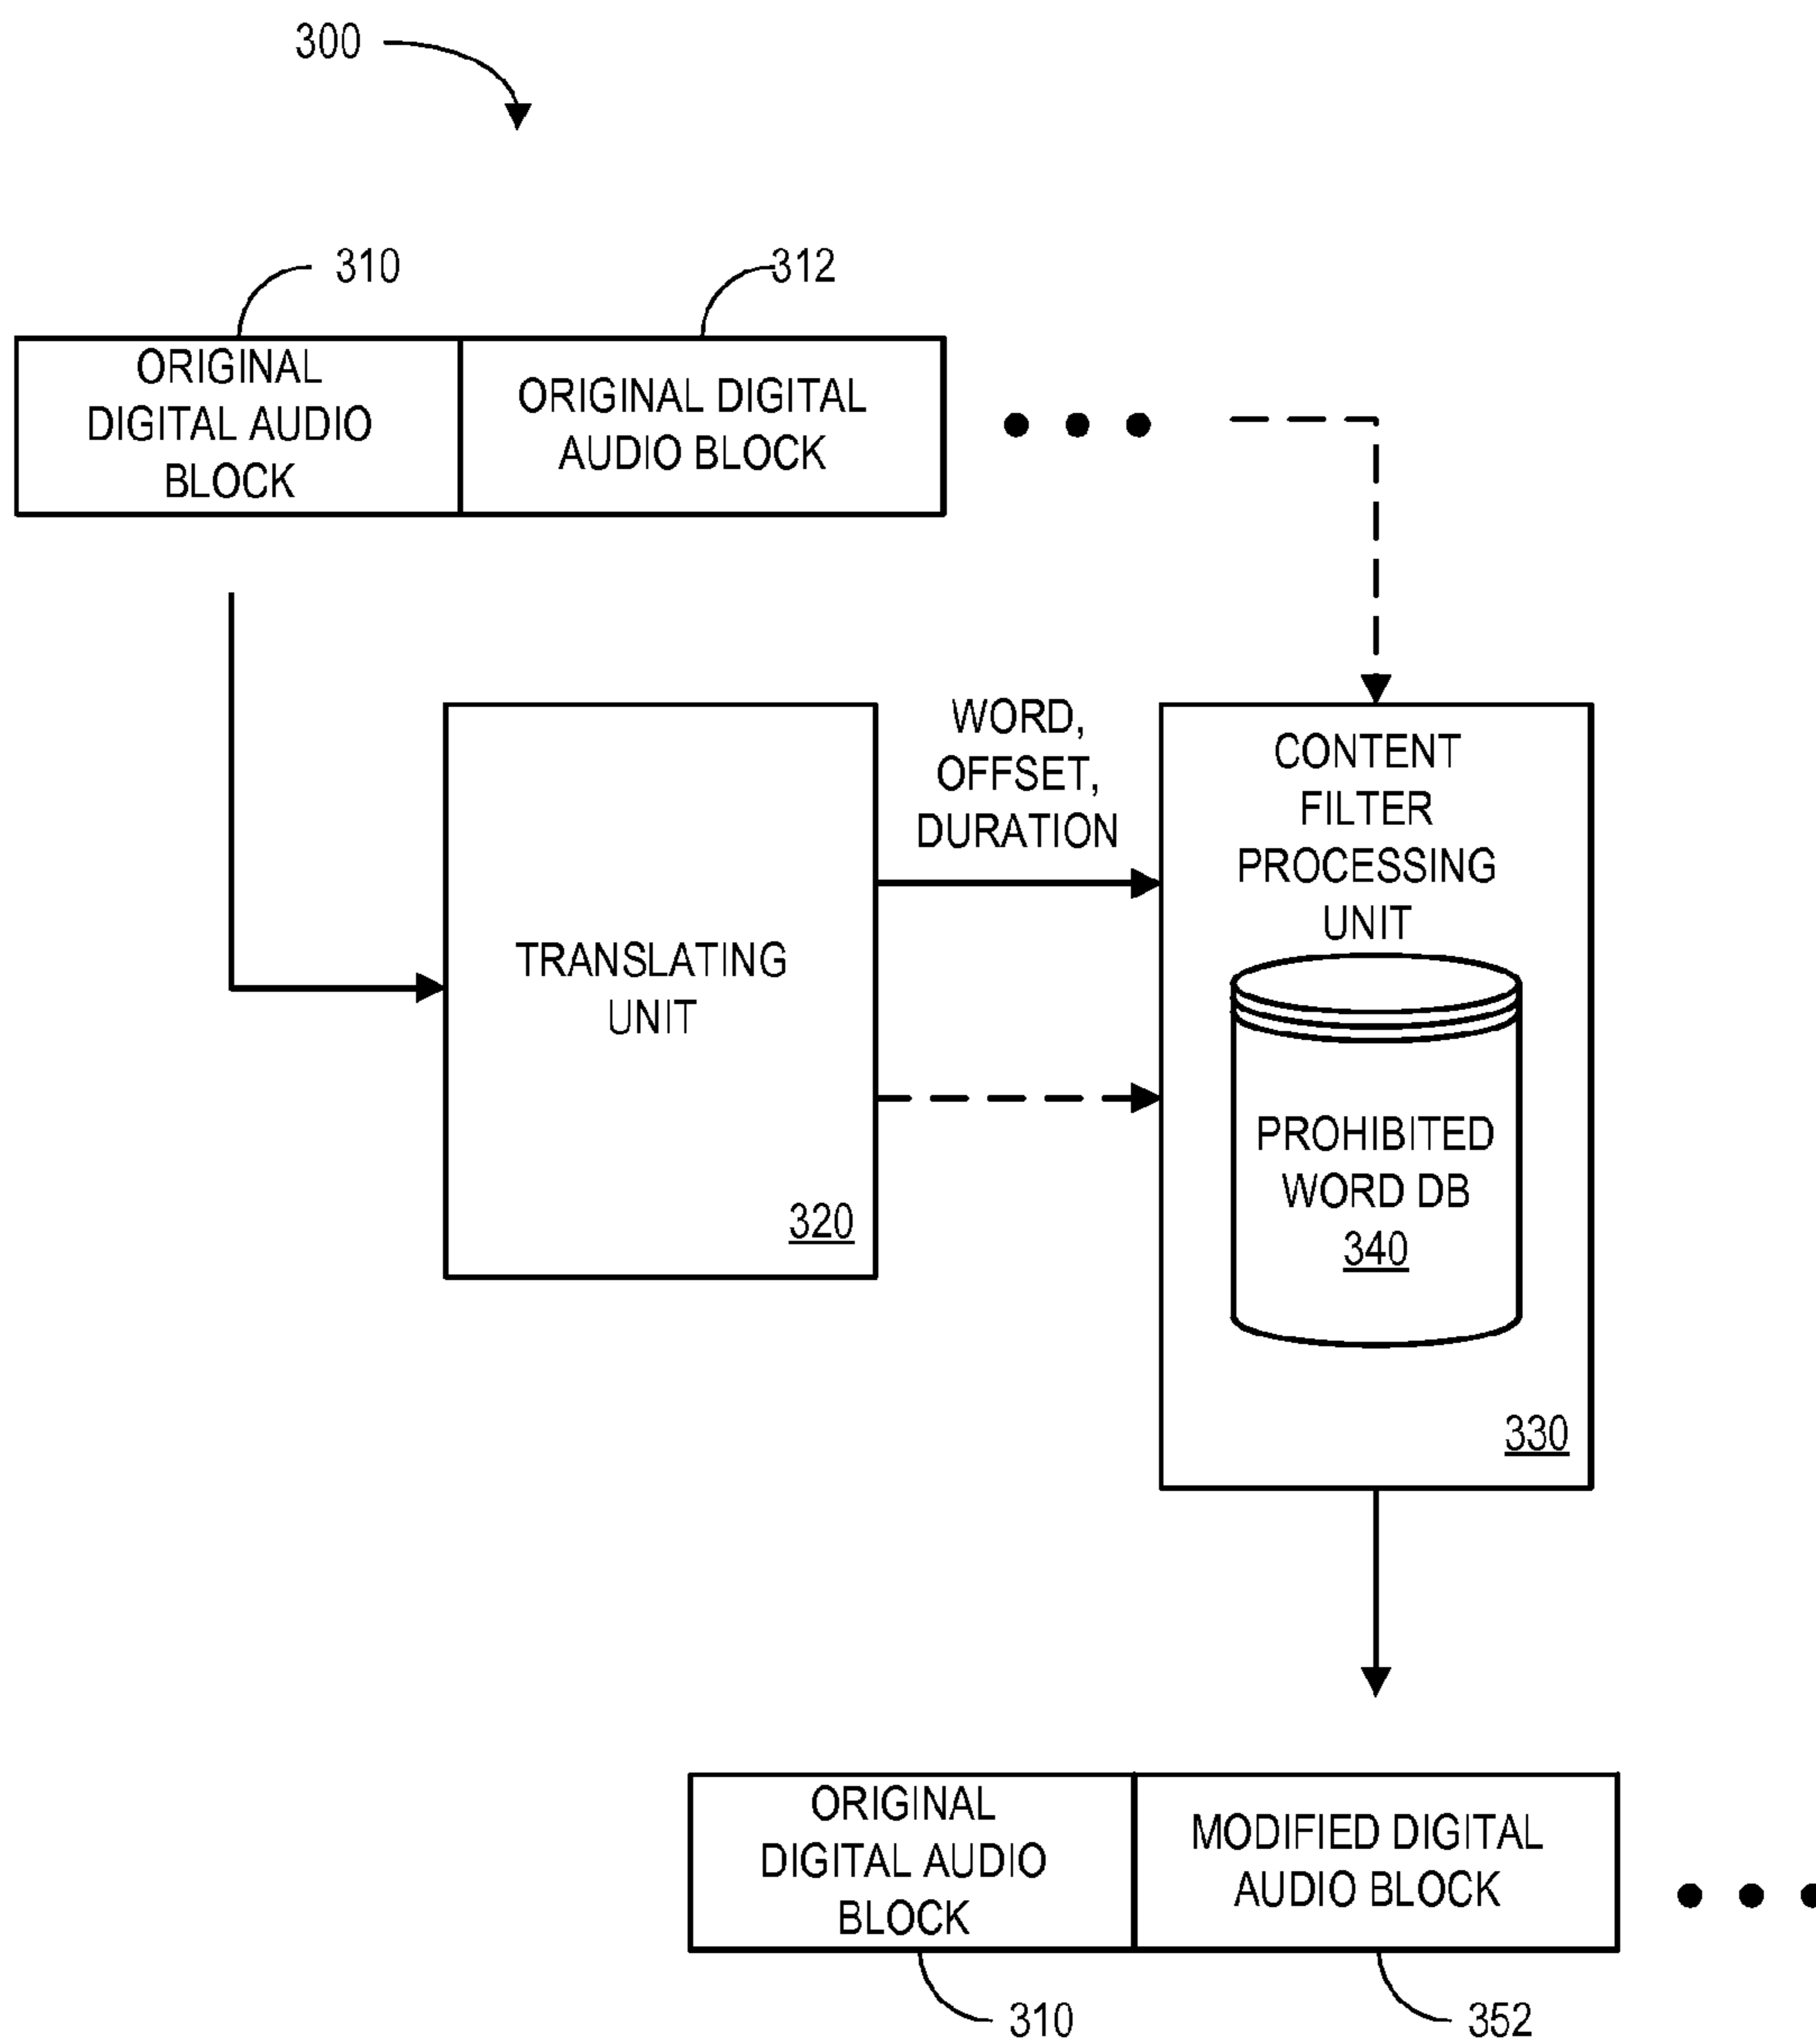 300
310
312
ORIGINAL
DIGITAL AUDIO
BLOCK
ORIGINAL DIGITAL
AUDIO BLOCK
WORD,
OFFSET,
DURATION
CONTENT
FILTER
PROCESSING
UNIT
TRANSLATING
UNIT
320
PROHIBITED
WORD DB
340
330
ORIGINAL
DIGITAL AUDIO
BLOCK
MODIFIED DIGITAL
AUDIO BLOCK
310
352